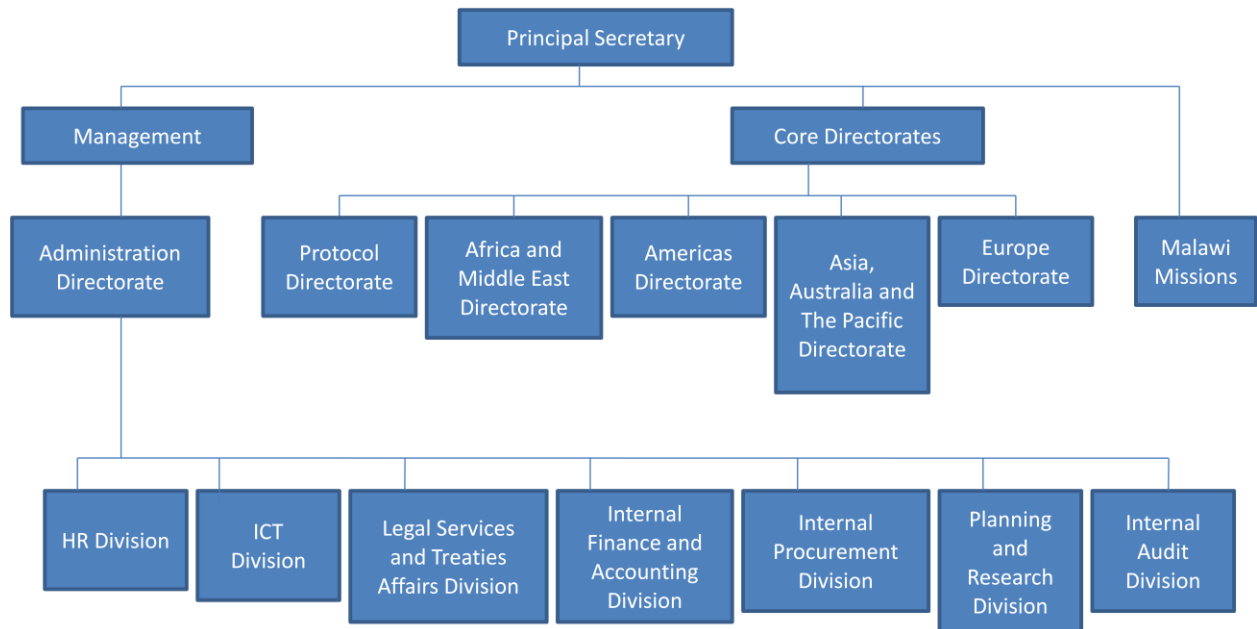 Principal Secretary
Management
Core Directorates
Administration
Directorate
Protocol
Directorate
Africa and
Middle East
Directorate
Americas
Directorate
Asia,
Australia and
The Pacific
Directorate
Europe
Directorate
Malawi
Missions
HR Division
ICT
Division
Legal Services
and Treaties
Affairs Division
Internal
Finance and
Accounting
Division
Internal
Procurement
Division
Planning
and
Research
Division
Internal
Audit
Division